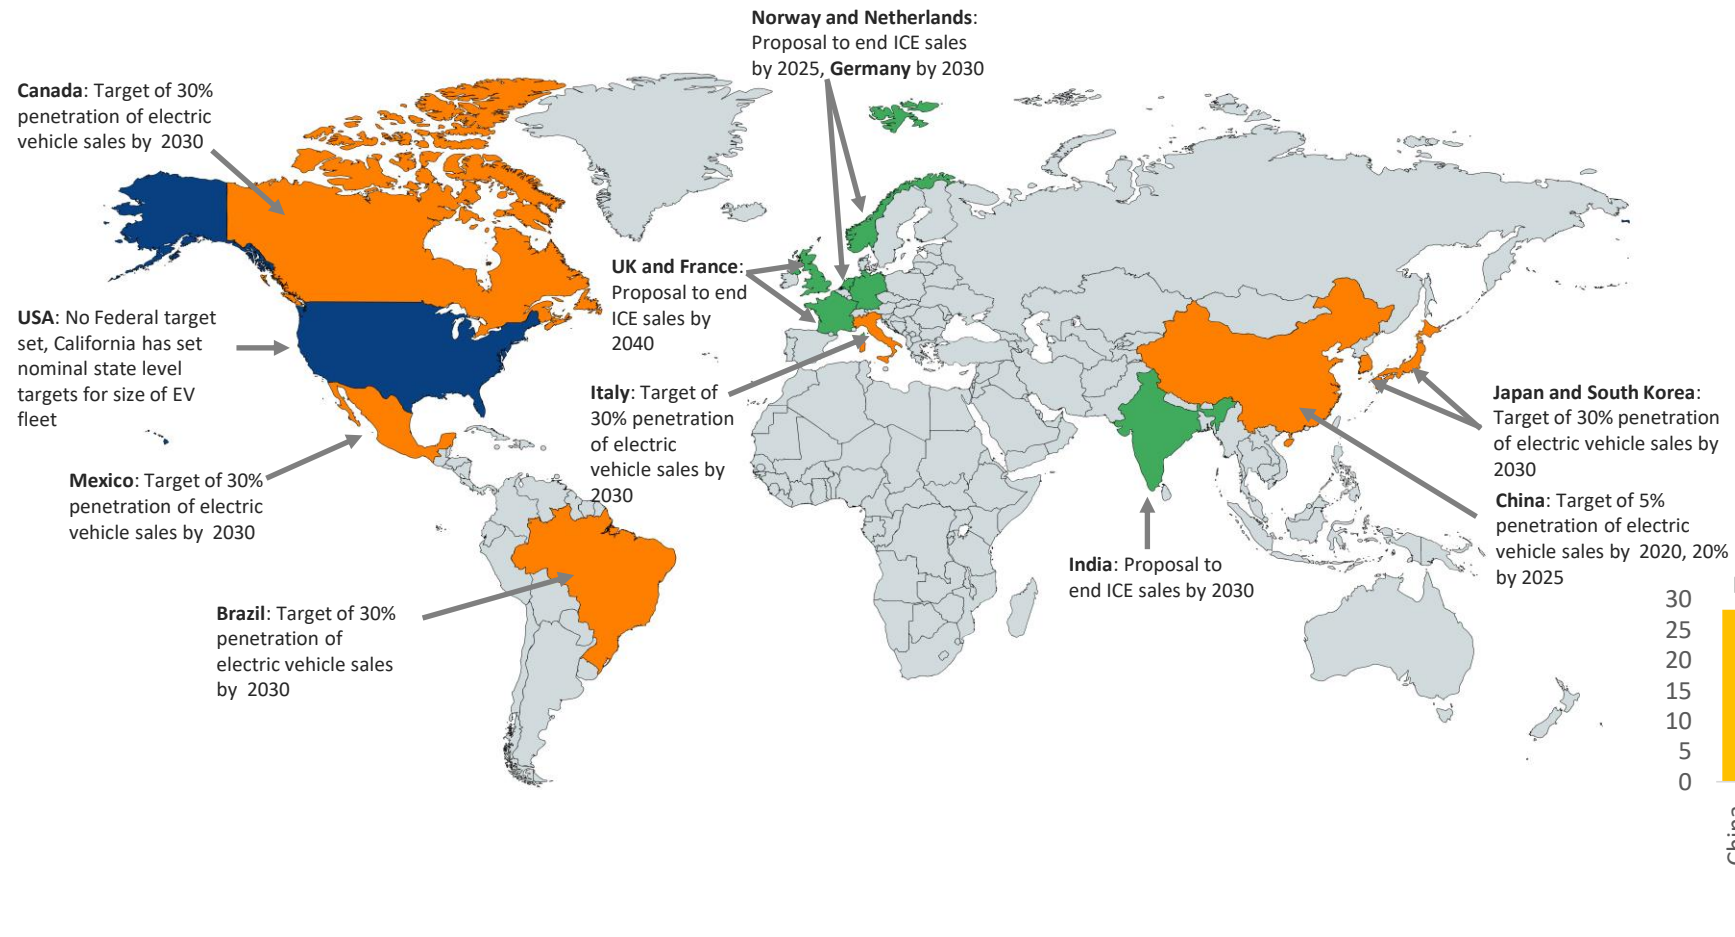 Norway and Netherlands:
Proposal to end ICE sales
by 2025, Germany by 2030
Canada: Target of 30%
penetration of electric
vehicle sales by 2030
UK and France:
Proposal to end
ICE sales by
2040
USA: No Federal target
set, California has set
nominal state level
targets for size of EV
fleet
Italy: Target of
30% penetration
of electric
vehicle sales by
2030
Japan and South Korea:
Target of 30% penetration
of electric vehicle sales by
2030
Mexico: Target of 30%
penetration of electric
vehicle sales by 2030
China: Target of 5%
penetration of electric
vehicle sales by 2020, 20%
by 2025
India: Proposal to
end ICE sales by 2030
Brazil: Target of 30%
penetration of
electric vehicle sales
by 2030
30
25
20
15
10
5
0
China